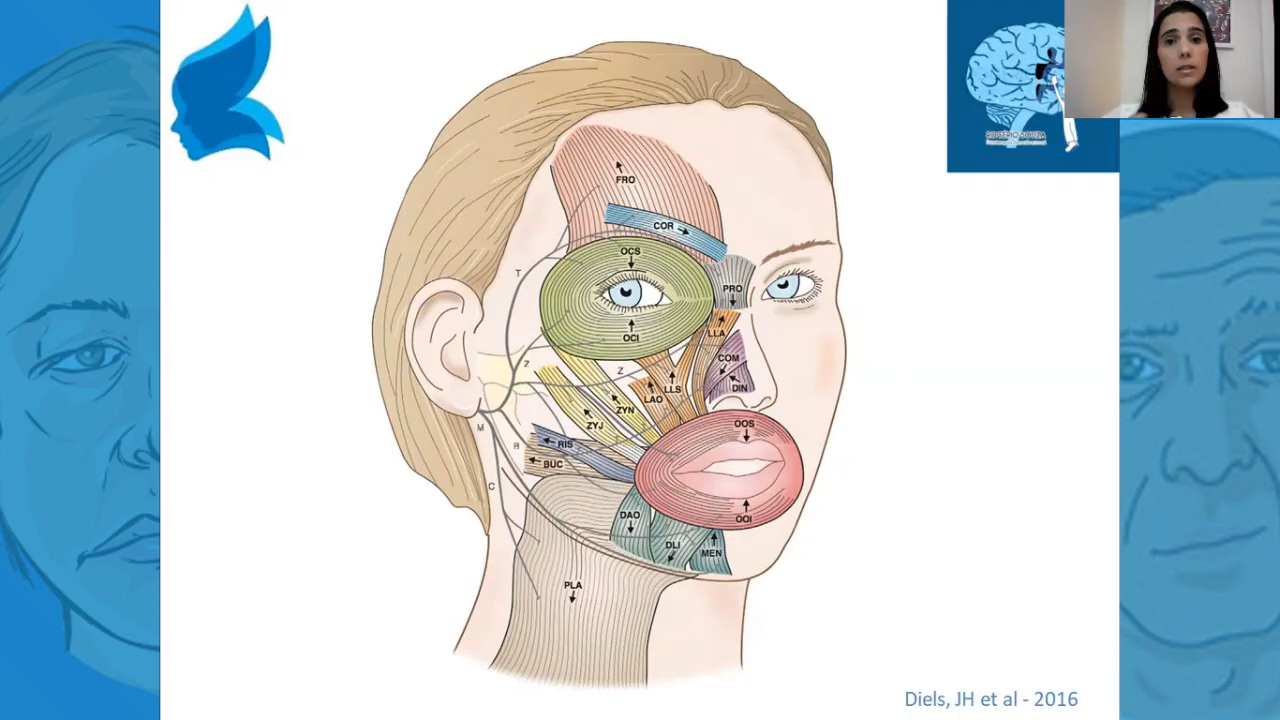 FRO
COR
OCS
T
PRO
OCI
LLA
COM
Z
Z
DIN
LLS
LAO
ZYN
ZYJ
OOS
M
RIS
B
BUC
C
DAO
OOI
DLI
MEN
PLA
Diels, JH et al - 2016